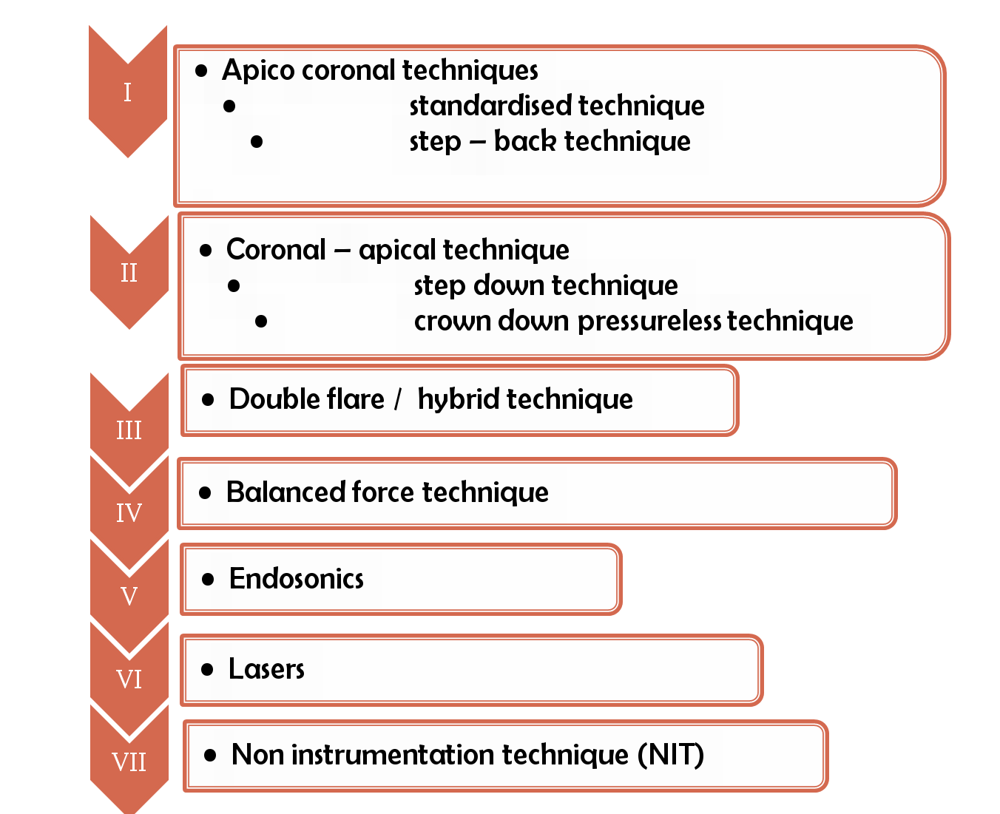 I
• Apico coronal techniques
• standardised technique
• step – back technique
II
• Coronal – apical technique
• step down technique
• crown down pressureless technique
III
• Double flare / hybrid technique
IV
• Balanced force technique
V
• Endosonics
VI
• Lasers
VII
• Non instrumentation technique (NIT)